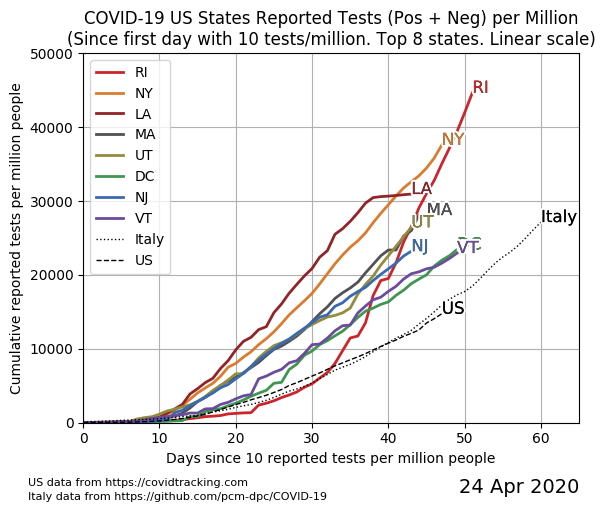 COVID-19 US States Reported Tests (Pos + Neg) per Million
(Since first day with 10 tests/million. Top 8 states. Linear scale)
Cumulative reported tests per million people
50000
40000
30000
20000
10000
0
RI
NY
LA
MA
UT
DC
NJ
VT
Italy
US
RI
NY
LA
MA
UT
NJ
VT
Italy
US
0 10 20 30 40 50 60
Days since 10 reported tests per million people
US data from https://covidtracking.com
Italy data from https://github.com/pcm-dpc/COVID-19
24 Apr 2020